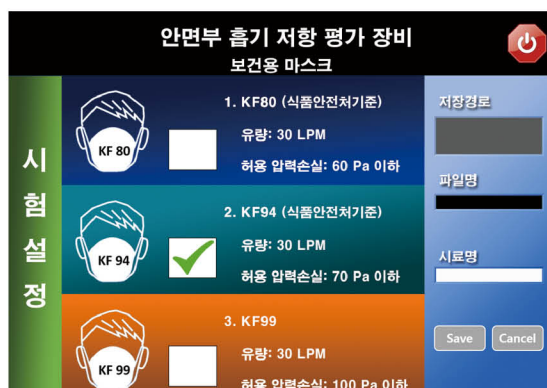 안면부 흡기 저항 평가 장비
보건용 마스크
시험설정
KF 80
1. KF80 (식품안전처기준)
유량: 30 LPM
허용 압력손실: 60 Pa 이하
KF 94
2. KF94 (식품안전처기준)
유량: 30 LPM
허용 압력손실: 70 Pa 이하
KF 99
3. KF99
유량: 30 LPM
허용 압력손실: 100 Pa 이하
저장경로
파일명
시료명
Save
Cancel